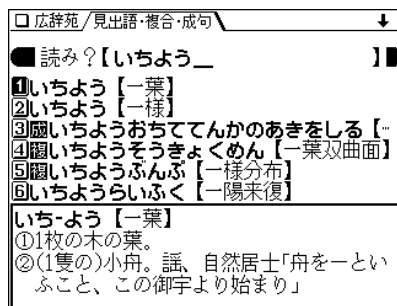 広辞苑/見出語・複合・成句
読み?【いちよう__ 】
1いちよう【一葉】
2いちよう【一様】
3成いちようおちててんかのあきをしる【…
4複いちようそうきょくめん【一葉双曲面】
5複いちようぶんぷ【一様分布】
6いちようらいふく【一陽来復】
いち-よう【一葉】
①1枚の木の葉。
②(1隻の)小舟。謡、自然居士「舟を一とい
ふこと、この御宇より始まり」